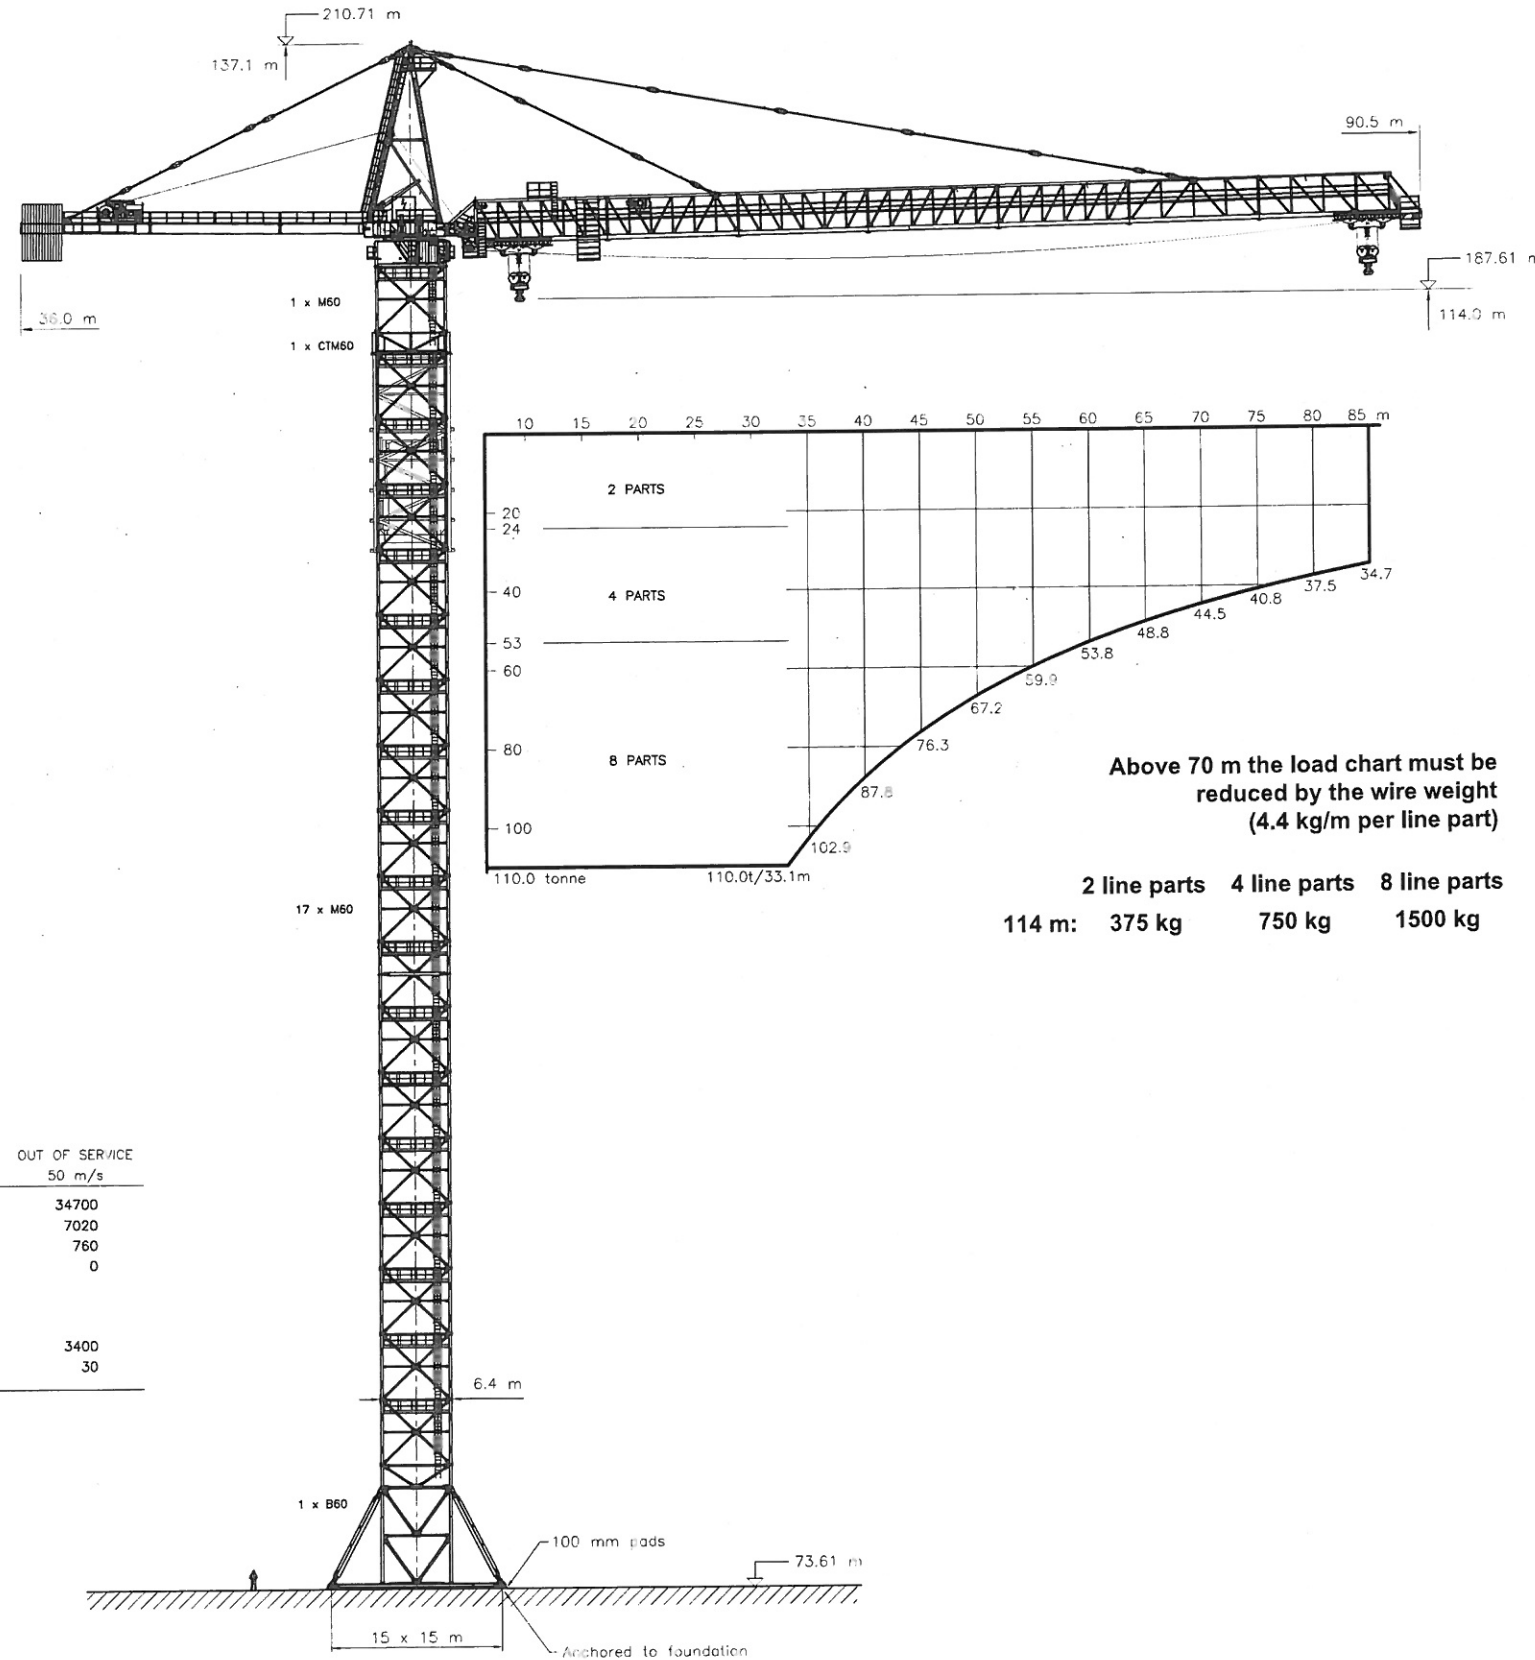 210.71 m
137.1 m
90.5 m
187.61 m
114.0 m
36.0 m
1 x M60
1 x CTM60
10 15 20 25 30 35 40 45 50 55 60 65 70 75 80 85 m
2 PARTS
20
24
4 PARTS
40
53
60
8 PARTS
80
100
110.0 tonne
110.0t/33.1m
102.9
87.8
76.3
67.2
59.9
53.8
48.8
44.5
40.8
37.5
34.7
Above 70 m the load chart must be
reduced by the wire weight
(4.4 kg/m per line part)
2 line parts 4 line parts 8 line parts
114 m: 375 kg 750 kg 1500 kg
17 x M60
OUT OF SERVICE
50 m/s
34700
7020
760
0
3400
30
6.4 m
1 x B60
100 mm pads
73.61 m
15 x 15 m
Anchored to foundation